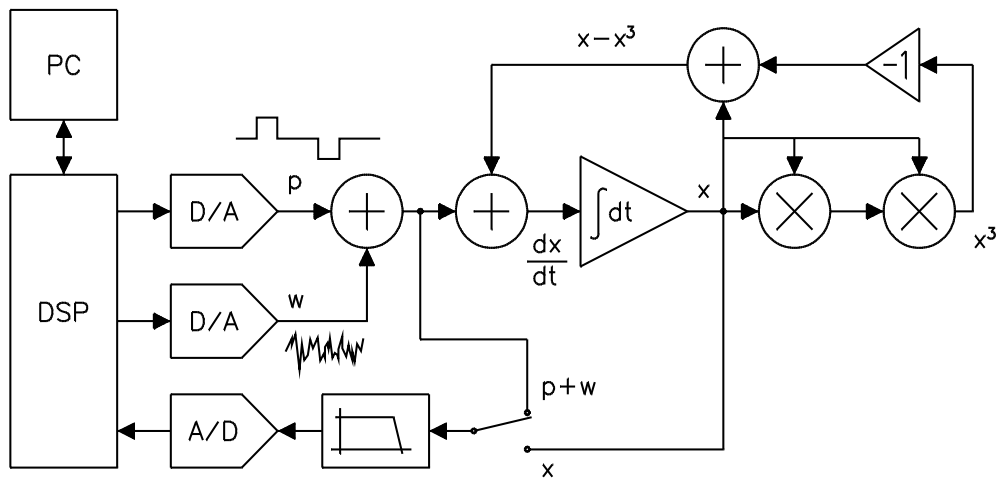 PC
x−x³
−1
p
D/A
+
+
+
dx
dt
∫dt
x
x³
DSP
w
D/A
p+w
A/D
x